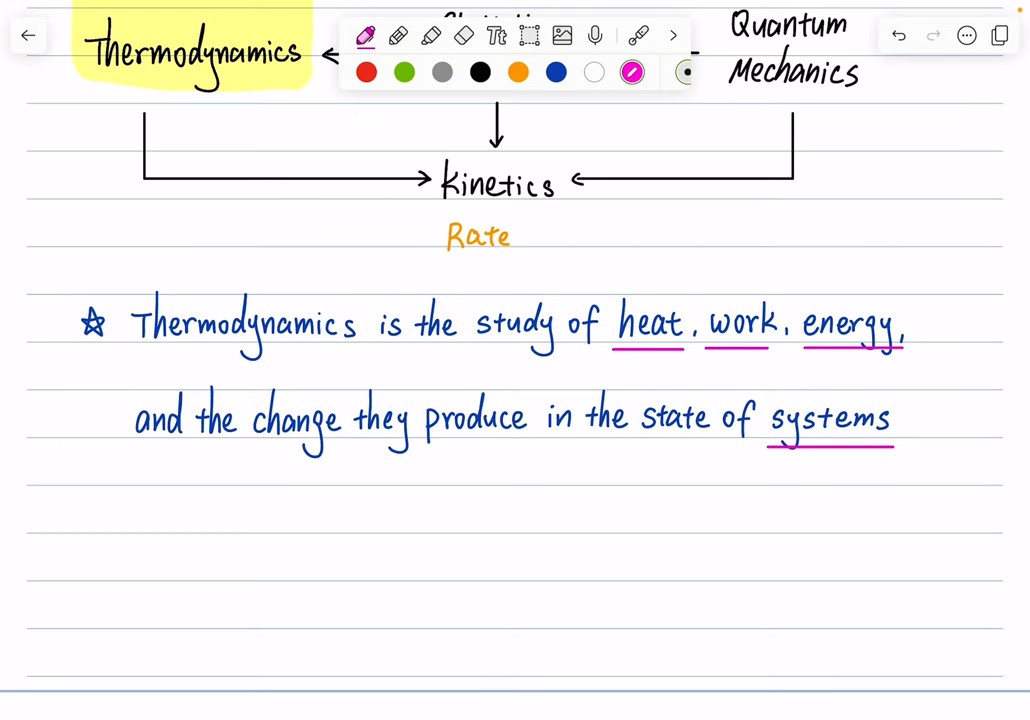 Thermodynamics
Tt
Quantum
Mechanics
Kinetics
Rate
☆ Thermodynamics is the study of heat, work, energy,
and the change they produce in the state of systems